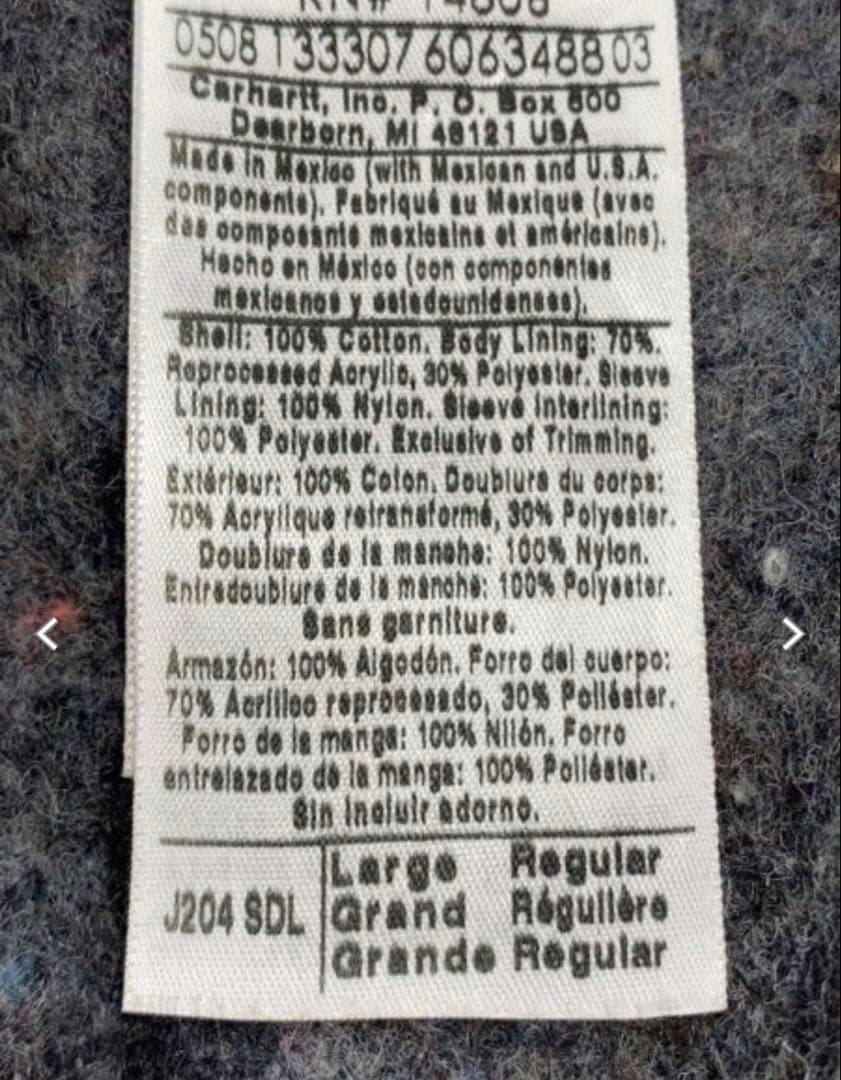 RN# 14806
0508 133307 6063488 03
Carhartt, Inc. P. O. Box 600
Dearborn, MI 48121 USA
Made in Mexico (with Mexican and U.S.A.
components). Fabriqué au Mexique (avec
das composants mexicains et américains).
Hecho en México (con componentes
mexicanos y estadounidenses).
Shell: 100% Cotton. Body Lining: 70%.
Reprocessed Acrylic, 30% Polyester. Sleeve
Lining: 100% Nylon. Sleeve Interlining:
100% Polyester. Exclusive of Trimming.
Extérieur: 100% Coton. Doublure du corps:
70% Acrylique retransformé, 30% Polyester.
Doublure de la manche: 100% Nylon.
Entredoublure de la manche: 100% Polyester.
Sans garniture.
Armazón: 100% Algodón. Forro del cuerpo:
70% Acrílico reprocesado, 30% Poliéster.
Forro de la manga: 100% Nilón. Forro
entrelazado de la manga: 100% Poliéster.
Sin incluir adorno.
J204 SDL
Large Regular
Grand Régulière
Grande Regular